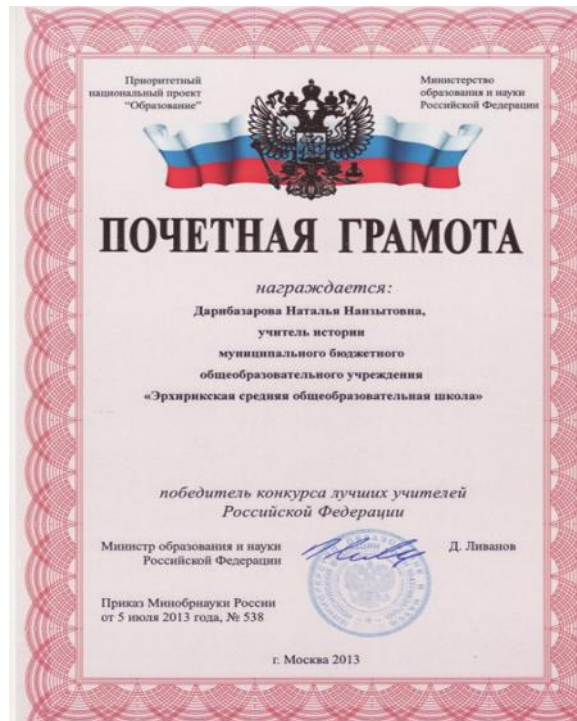 Приоритетный
национальный проект
"Образование"
Министерство
образования и науки
Российской Федерации
ПОЧЕТНАЯ ГРАМОТА
награждается:
Дарибазарова Наталья Нанзытовна,
учитель истории
муниципального бюджетного
общеобразовательного учреждения
«Эрхирикская средняя общеобразовательная школа»
победитель конкурса лучших учителей
Российской Федерации
Министр образования и науки
Российской Федерации
Д. Ливанов
Приказ Минобрнауки России
от 5 июля 2013 года, № 538
г. Москва 2013